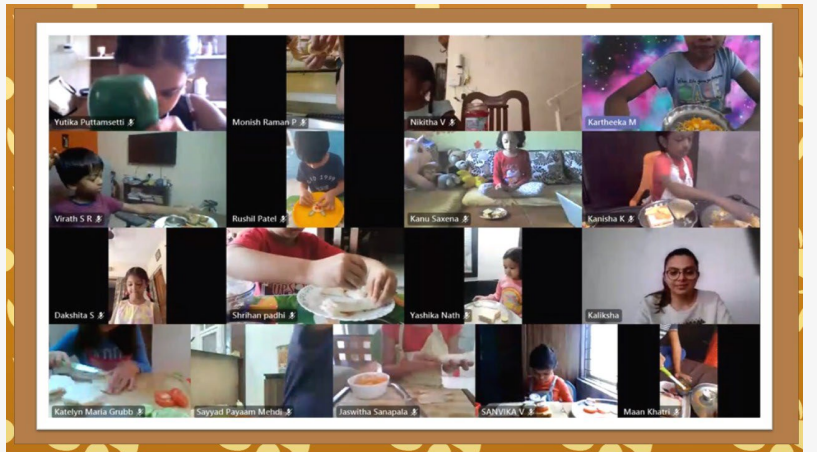 Yutika Puttamsetti
Monish Raman P
Nikitha V
Kartheeka M
Virath S R
Rushil Patel
Kanu Saxena
Kanisha K
Dakshita S
Shrihan padhi
Yashika Nath
Kaliksha
Katelyn Maria Grubb
Sayyad Payaam Mehdi
Jaswitha Sanapala
SANVIKA V
Maan Khatri